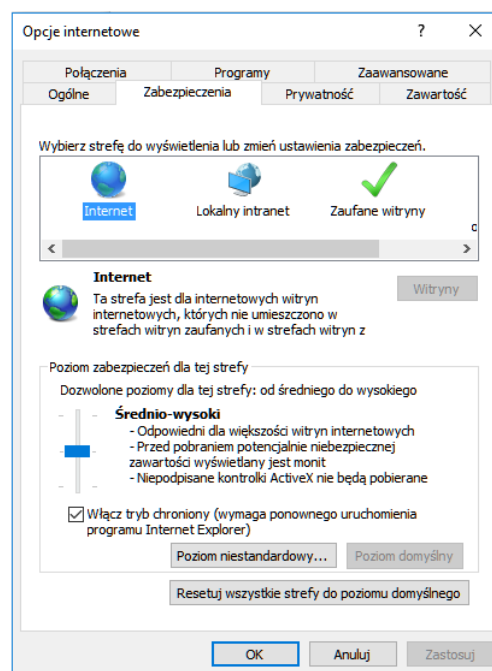 Opcje internetowe
Połączenia Programy Zaawansowane
Ogólne Zabezpieczenia Prywatność Zawartość
Wybierz strefę do wyświetlenia lub zmień ustawienia zabezpieczeń.
Internet Lokalny intranet Zaufane witryny
Internet
Ta strefa jest dla internetowych witryn
internetowych, których nie umieszczono w
strefach witryn zaufanych i w strefach witryn z
Witryny
Poziom zabezpieczeń dla tej strefy
Dozwolone poziomy dla tej strefy: od średniego do wysokiego
Średnio-wysoki
- Odpowiedni dla większości witryn internetowych
- Przed pobraniem potencjalnie niebezpiecznej
zawartości wyświetlany jest monit
- Niepodpisane kontrolki ActiveX nie będą pobierane
Włącz tryb chroniony (wymaga ponownego uruchomienia
programu Internet Explorer)
Poziom niestandardowy... Poziom domyślny
Resetuj wszystkie strefy do poziomu domyślnego
OK Anuluj Zastosuj